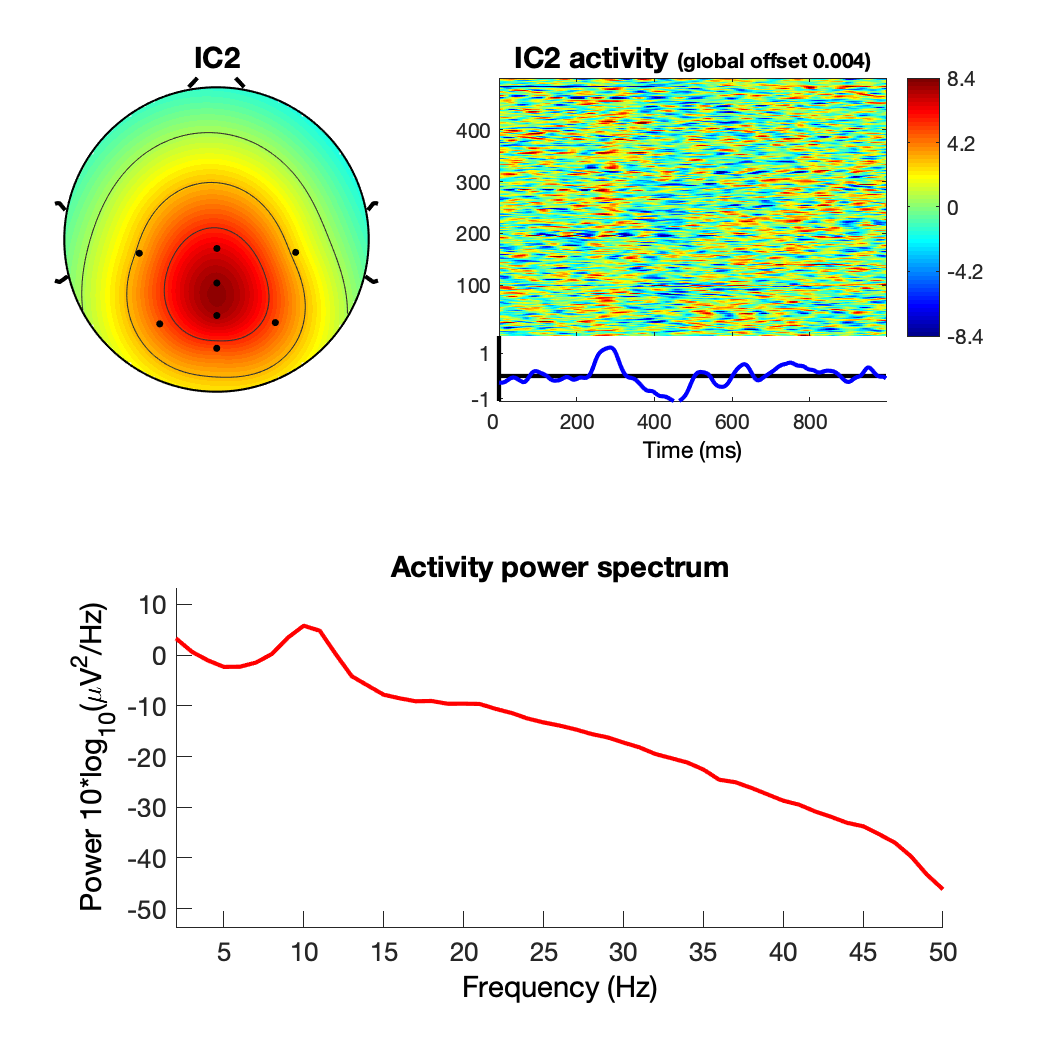 IC2
IC2 activity (global offset 0.004)
400
300
200
100
8.4
4.2
0
-4.2
-8.4
1
-1
0 200 400 600 800
Time (ms)
Activity power spectrum
Power 10*log10(μV2/Hz)
10
0
-10
-20
-30
-40
-50
5 10 15 20 25 30 35 40 45 50
Frequency (Hz)